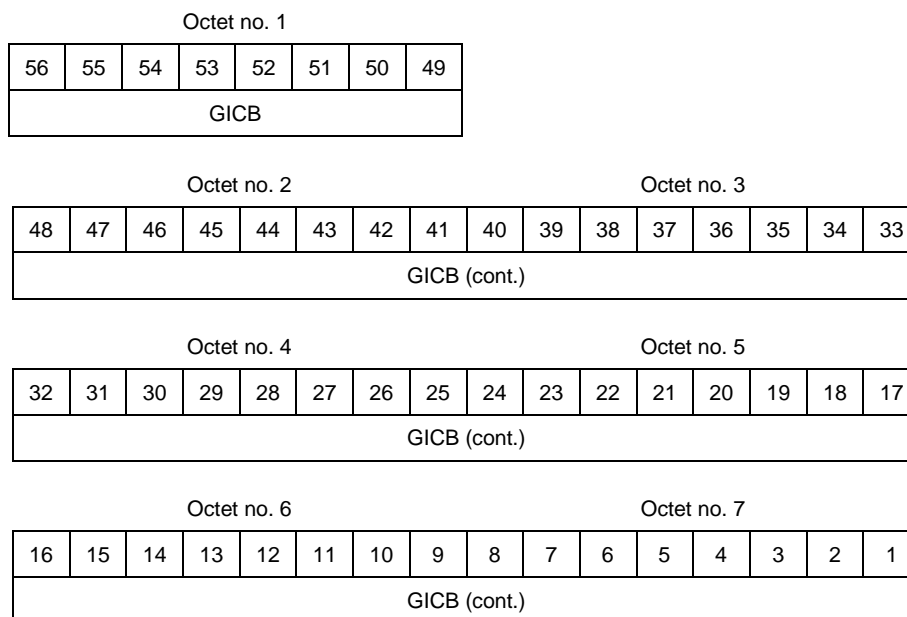 Octet no. 1
56 55 54 53 52 51 50 49
GICB
Octet no. 2 Octet no. 3
48 47 46 45 44 43 42 41 40 39 38 37 36 35 34 33
GICB (cont.)
Octet no. 4 Octet no. 5
32 31 30 29 28 27 26 25 24 23 22 21 20 19 18 17
GICB (cont.)
Octet no. 6 Octet no. 7
16 15 14 13 12 11 10 9 8 7 6 5 4 3 2 1
GICB (cont.)